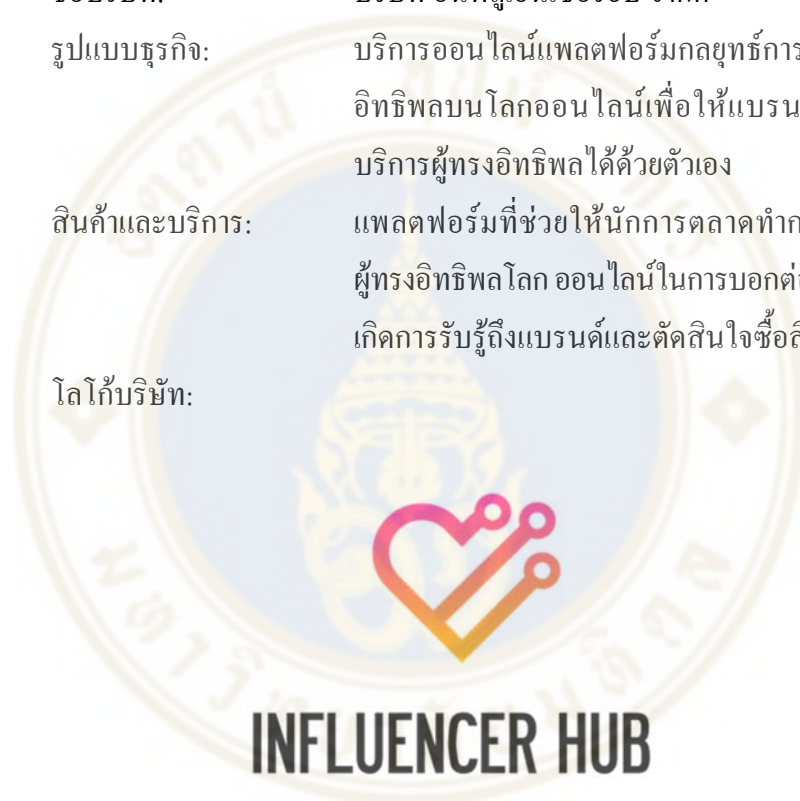 รูปแบบธุรกิจ: บริการออนไลน์แพลตฟอร์มกลยุทธ์การ
อิทธิพลบนโลกออนไลน์เพื่อให้แบรน
บริการผู้ทรงอิทธิพลได้ด้วยตัวเอง
สินค้าและบริการ: แพลตฟอร์มที่ช่วยให้นักการตลาดทำก
ผู้ทรงอิทธิพลโลก ออนไลน์ในการบอกต่
เกิดการรับรู้ถึงแบรนด์และตัดสินใจซื้อสิ
โลโก้บริษัท:
INFLUENCER HUB